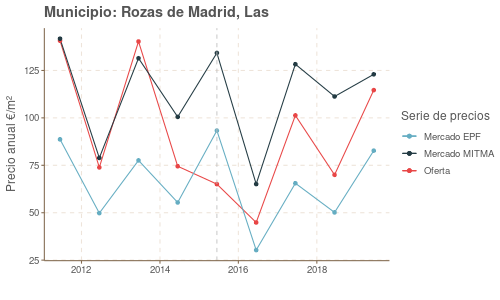 Municipio: Rozas de Madrid, Las
Precio anual €/m²
125
100
75
50
25
2012
2014
2016
2018
Serie de precios
Mercado EPF
Mercado MITMA
Oferta